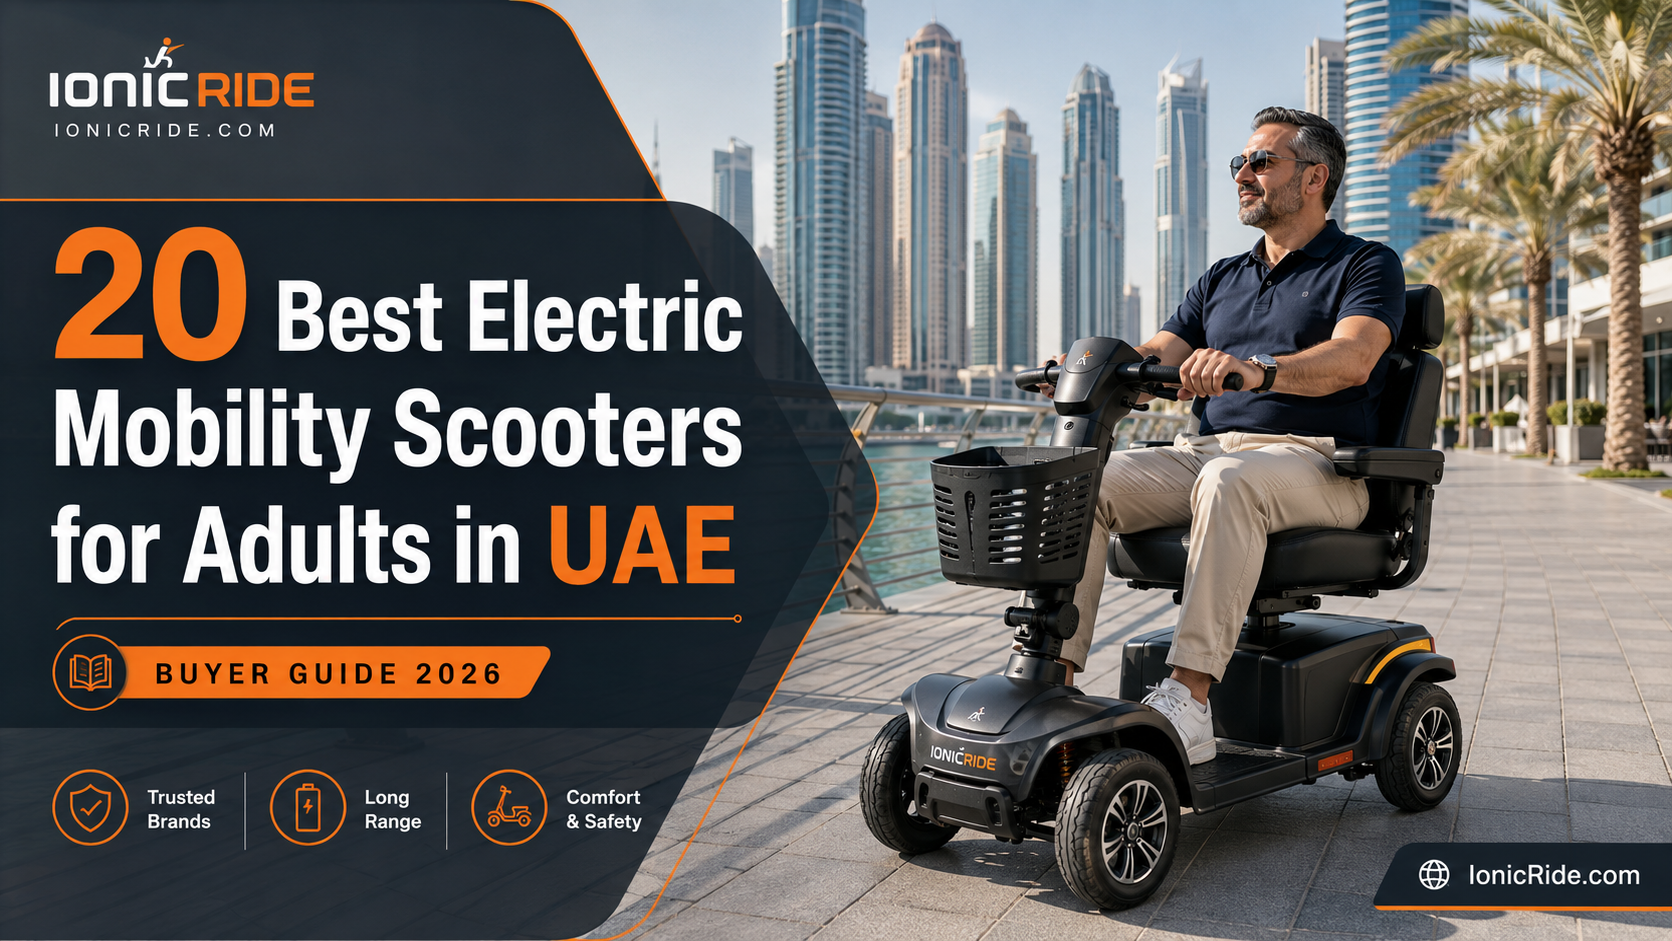 IONICRIDE
IONICRIDE.COM
20 Best Electric
Mobility Scooters
for Adults in UAE
BUYER GUIDE 2026
Trusted
Brands
Long
Range
Comfort
& Safety
IONICRIDE
IonicRide.com